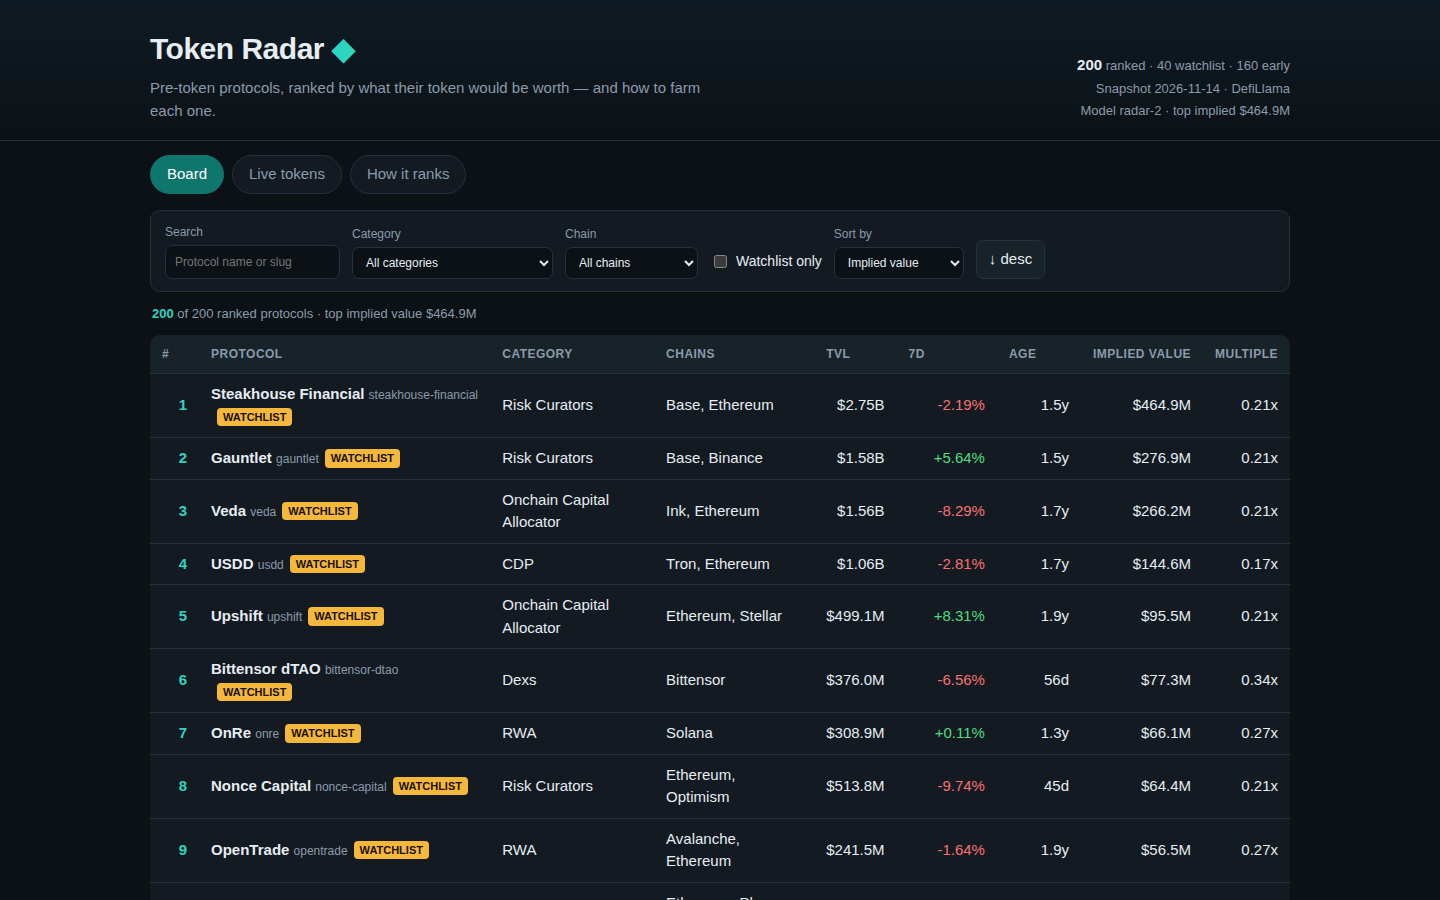 Token Radar
Pre-token protocols, ranked by what their token would be worth — and how to farm
each one.
200 ranked · 40 watchlist · 160 early
Snapshot 2026-11-14 · DefiLlama
Model radar-2 · top implied $464.9M
Board
Live tokens
How it ranks
Search
Protocol name or slug
Category
All categories
Chain
All chains
Watchlist only
Sort by
Implied value
↓ desc
200 of 200 ranked protocols · top implied value $464.9M
# PROTOCOL CATEGORY CHAINS TVL 7D AGE IMPLIED VALUE MULTIPLE
1 Steakhouse Financial steakhouse-financial Risk Curators Base, Ethereum $2.75B -2.19% 1.5y $464.9M 0.21x
WATCHLIST
2 Gauntlet gauntlet WATCHLIST Risk Curators Base, Binance $1.58B +5.64% 1.5y $276.9M 0.21x
3 Veda veda WATCHLIST Onchain Capital Ink, Ethereum $1.56B -8.29% 1.7y $266.2M 0.21x
Allocator
4 USDD usdd WATCHLIST CDP Tron, Ethereum $1.06B -2.81% 1.7y $144.6M 0.17x
5 Upshift upshift WATCHLIST Onchain Capital Ethereum, Stellar $499.1M +8.31% 1.9y $95.5M 0.21x
Allocator
6 Bittensor dTAO bittensor-dtao Dexs Bittensor $376.0M -6.56% 56d $77.3M 0.34x
WATCHLIST
7 OnRe onre WATCHLIST RWA Solana $308.9M +0.11% 1.3y $66.1M 0.27x
8 Nonce Capital nonce-capital WATCHLIST Risk Curators Ethereum, $513.8M -9.74% 45d $64.4M 0.21x
Optimism
9 OpenTrade opentrade WATCHLIST RWA Avalanche, $241.5M -1.64% 1.9y $56.5M 0.27x
Ethereum